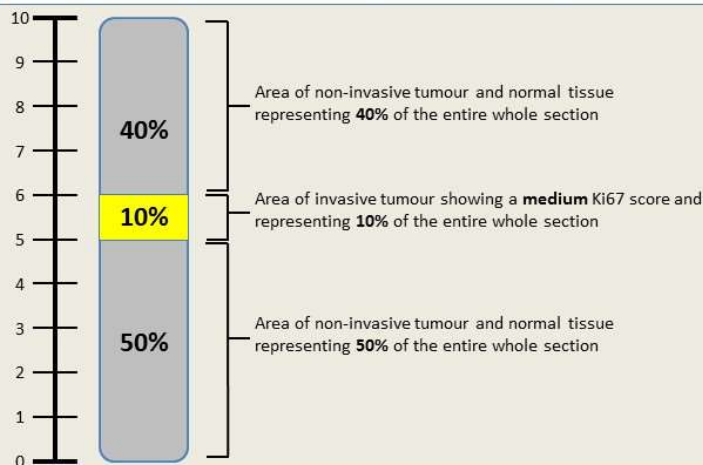 10
9
8
7
6
5
4
3
2
1
0
40%
10%
50%
Area of non-invasive tumour and normal tissue
representing 40% of the entire whole section
Area of invasive tumour showing a medium Ki67 score and
representing 10% of the entire whole section
Area of non-invasive tumour and normal tissue
representing 50% of the entire whole section